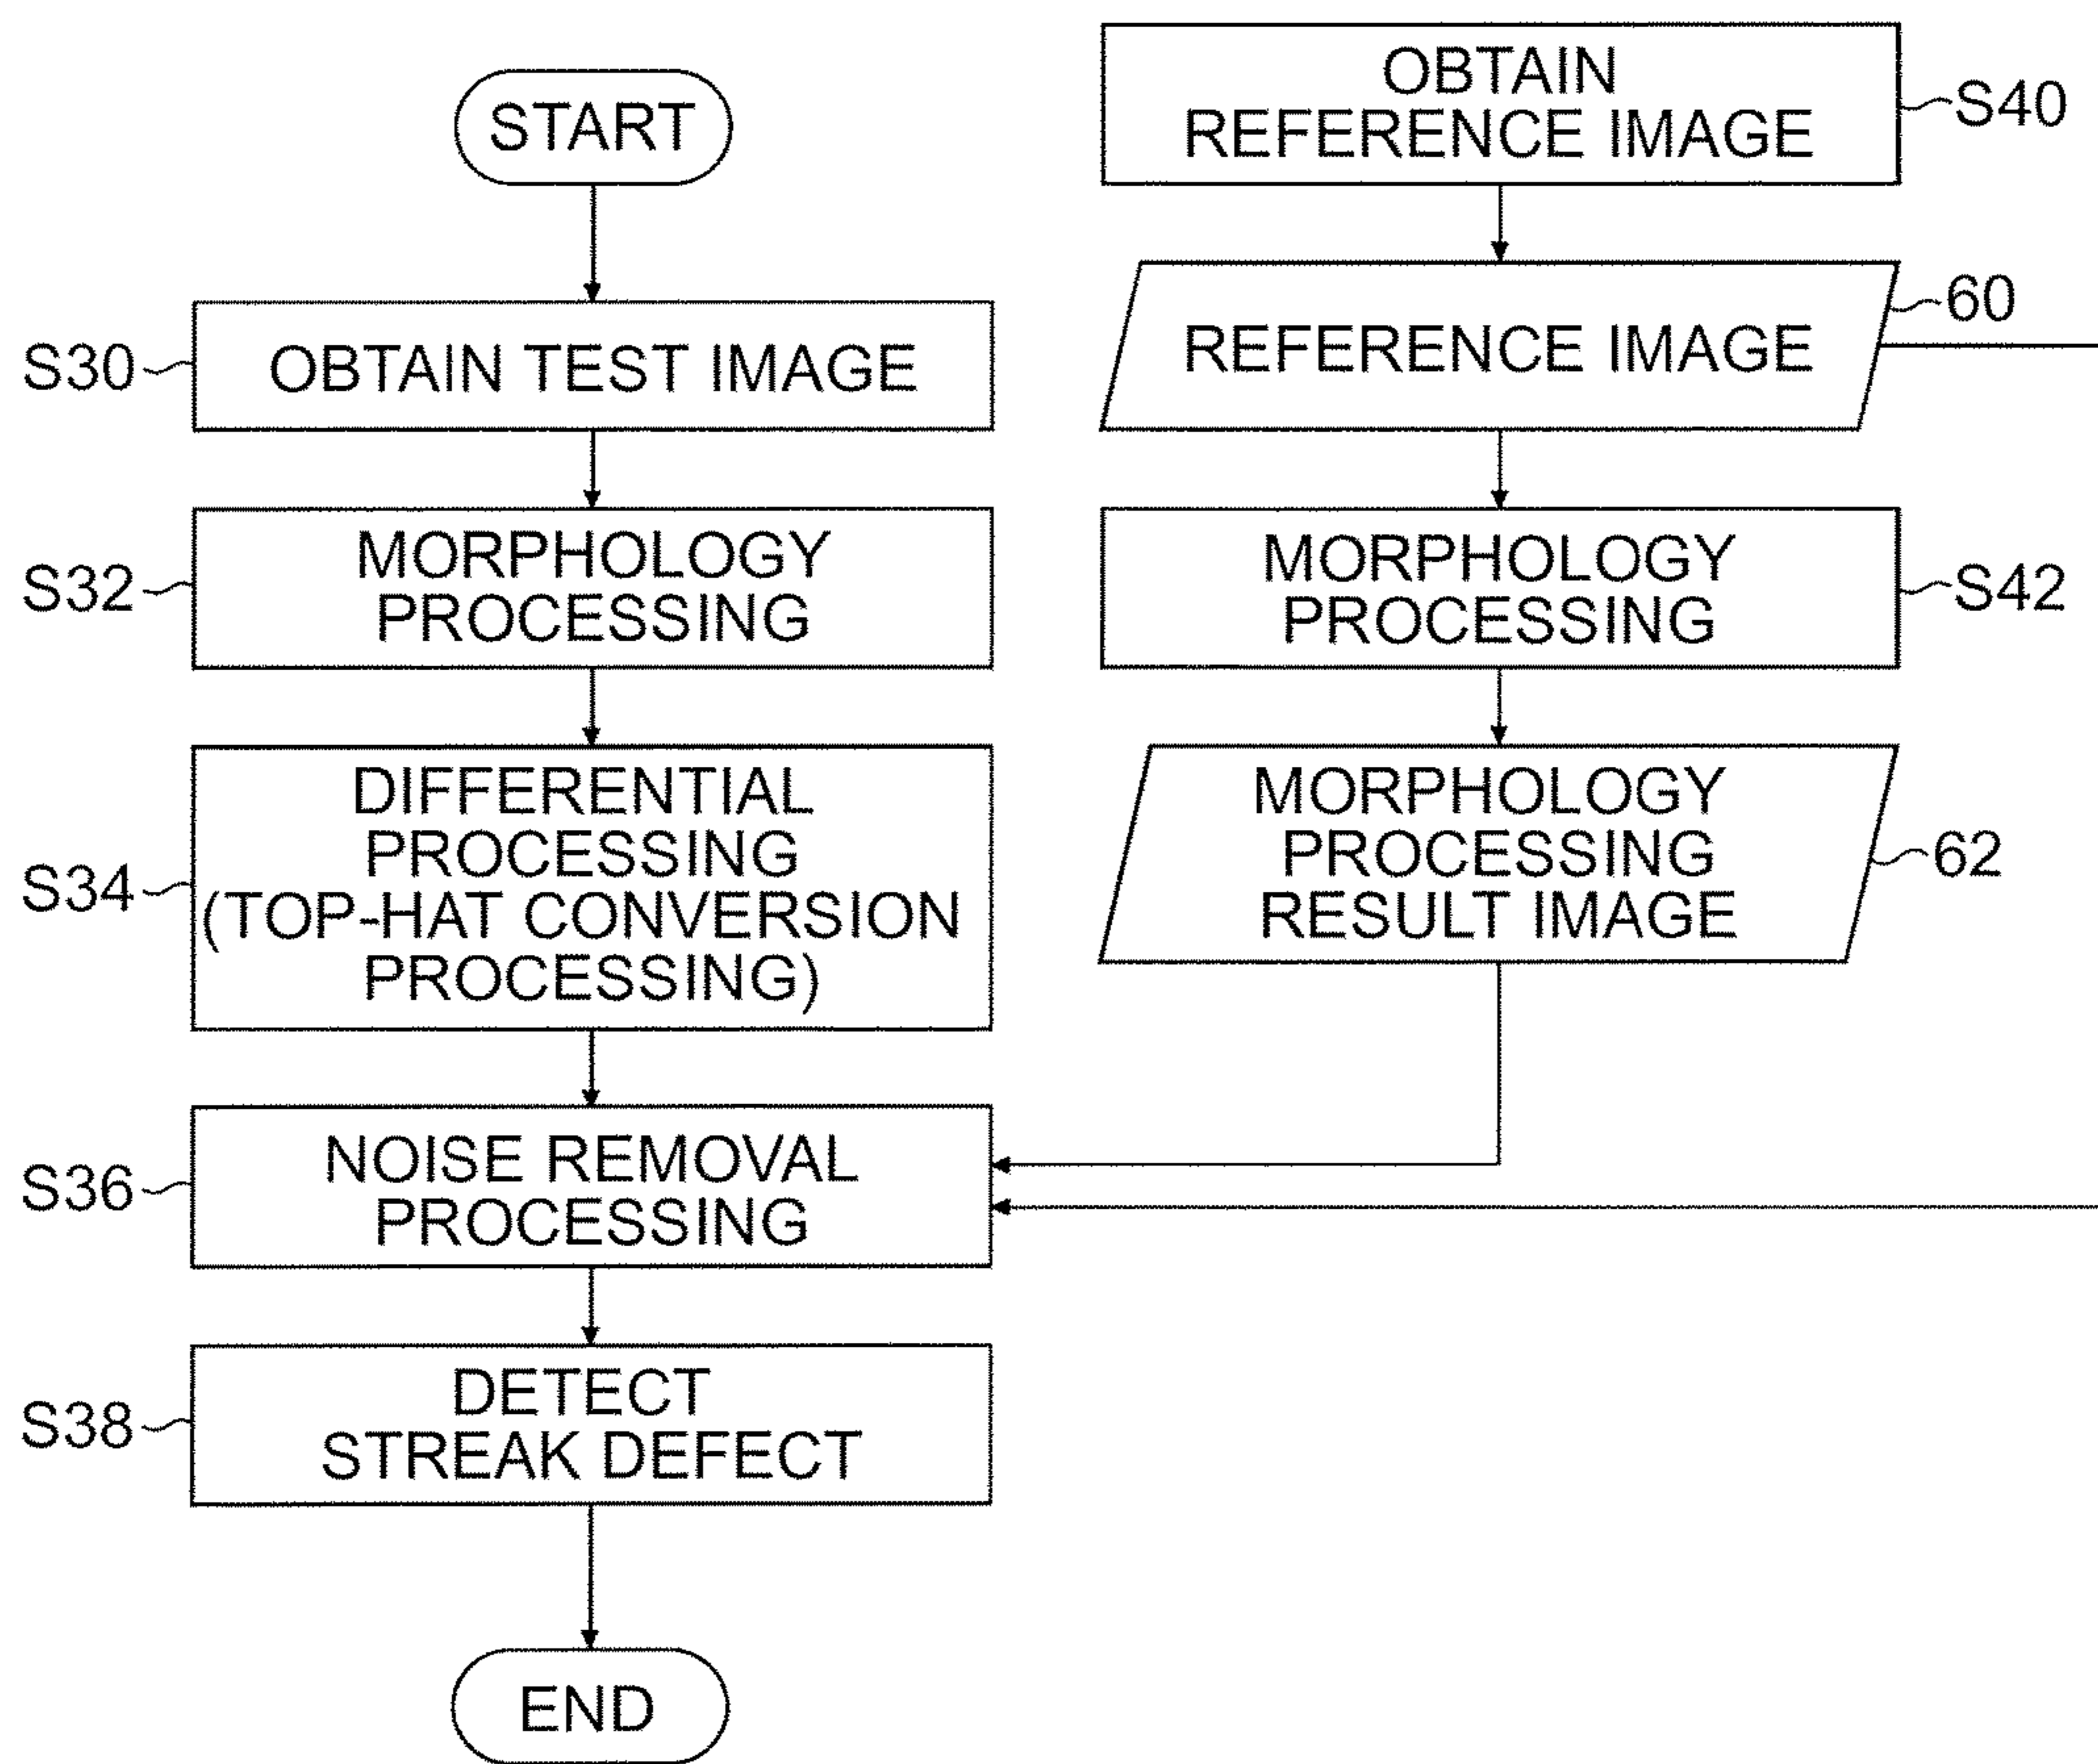 START
S30
OBTAIN TEST IMAGE
S32
MORPHOLOGY
PROCESSING
S34
DIFFERENTIAL
PROCESSING
(TOP-HAT CONVERSION
PROCESSING)
S36
NOISE REMOVAL
PROCESSING
S38
DETECT
STREAK DEFECT
END
OBTAIN
REFERENCE IMAGE
S40
REFERENCE IMAGE
60
MORPHOLOGY
PROCESSING
S42
MORPHOLOGY
PROCESSING
RESULT IMAGE
62